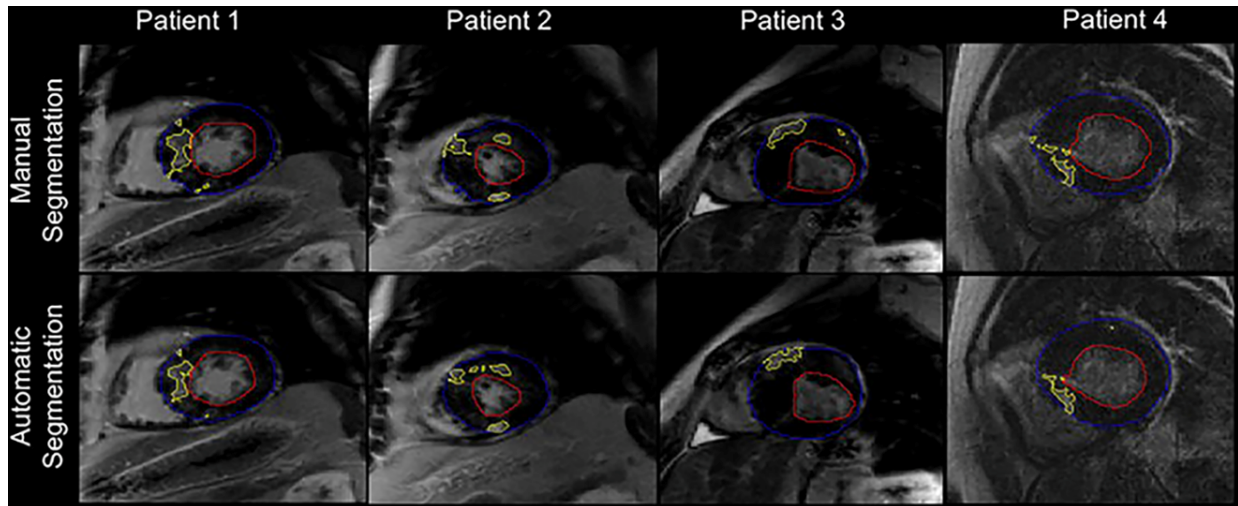 Patient 1
Patient 2
Patient 3
Patient 4
Manual
Segmentation
Automatic
Segmentation